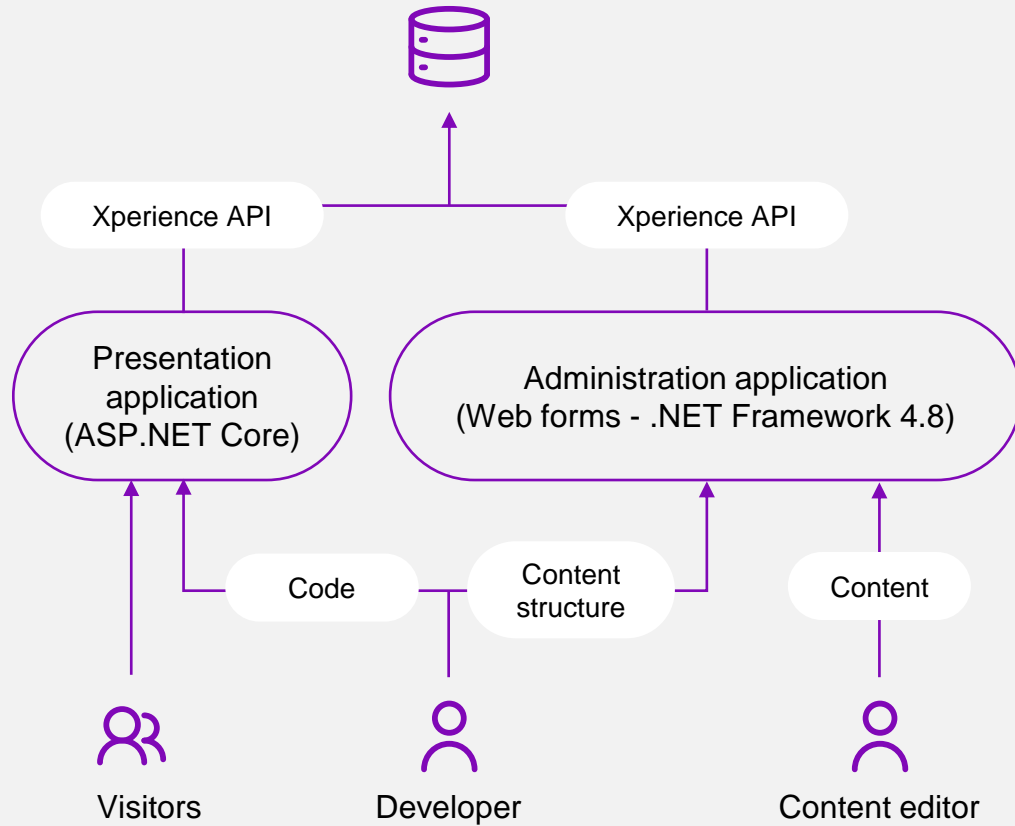 Xperience API
Xperience API
Presentation
application
(ASP.NET Core)
Administration application
(Web forms - .NET Framework 4.8)
Code
Content
structure
Content
Visitors
Developer
Content editor